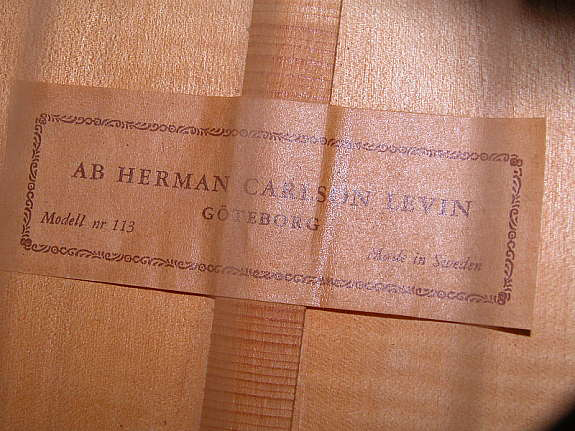 AB HERMAN CARLSON LEVIN
GÖTEBORG
Modell nr 113
Made in Sweden